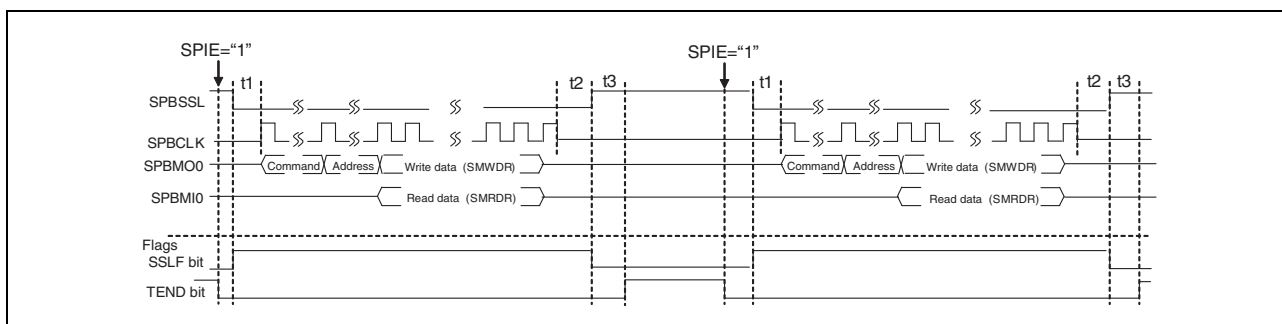 SPIE="1" SPIE="1"
t1 t2 t3 t1 t2 t3
SPBSSL
SPBCLK
SPBMO0 Command Address Write data (SMWDR) Command Address Write data (SMWDR)
SPBMI0 Read data (SMRDR) Read data (SMRDR)
Flags
SSLF bit
TEND bit